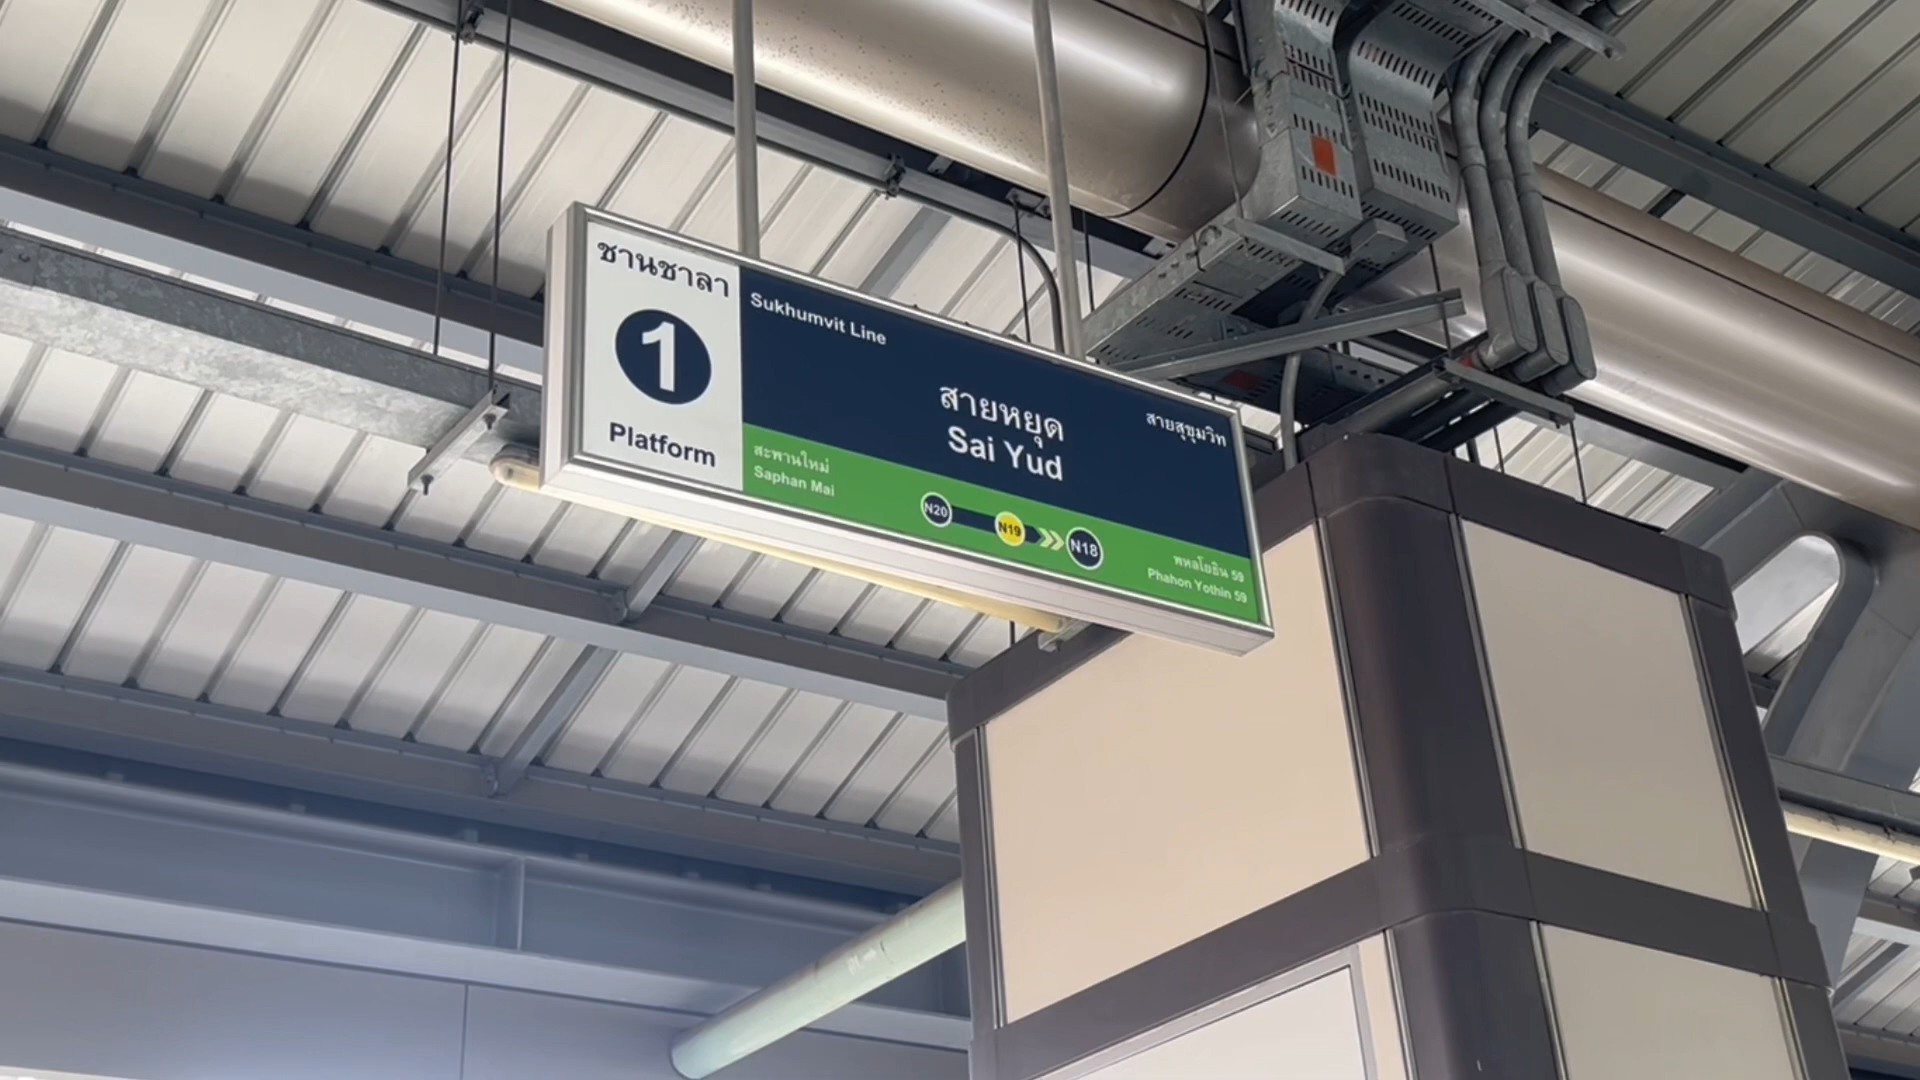 ชานชาลา
1
Platform
Sukhumvit Line
สายหยุด
Sai Yud
สายสุขุมวิท
สะพานใหม่
Saphan Mai
N20
N19
N18
พหลโยธิน 59
Phahon Yothin 59